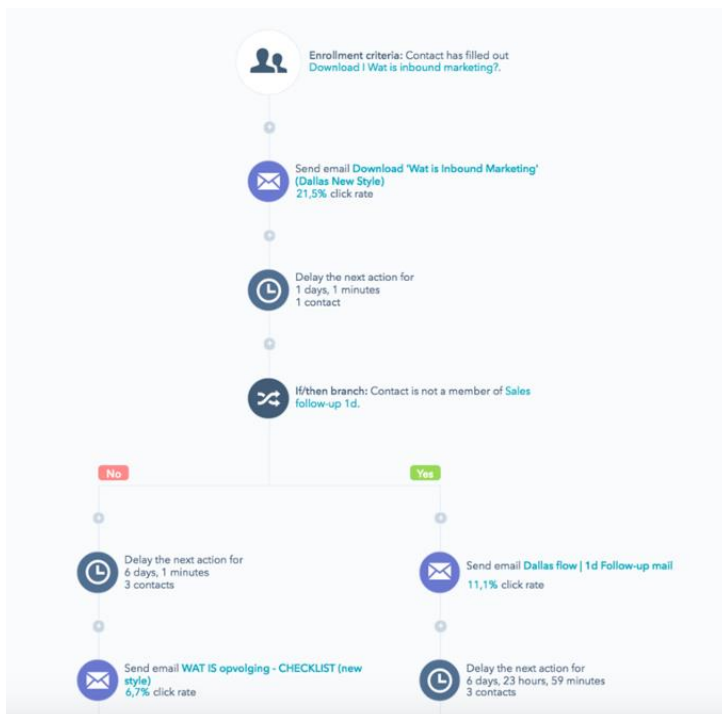 Enrollment criteria: Contact has filled out
Download I Wat is inbound marketing?.
Send email Download 'Wat is Inbound Marketing'
(Dallas New Style)
21,5% click rate
Delay the next action for
1 days, 1 minutes
1 contact
If/then branch: Contact is not a member of Sales
follow-up 1d.
No
Yes
Delay the next action for
6 days, 1 minutes
3 contacts
Send email Dallas flow | 1d Follow-up mail
11,1% click rate
Send email WAT IS opvolging - CHECKLIST (new
style)
6,7% click rate
Delay the next action for
6 days, 23 hours, 59 minutes
3 contacts